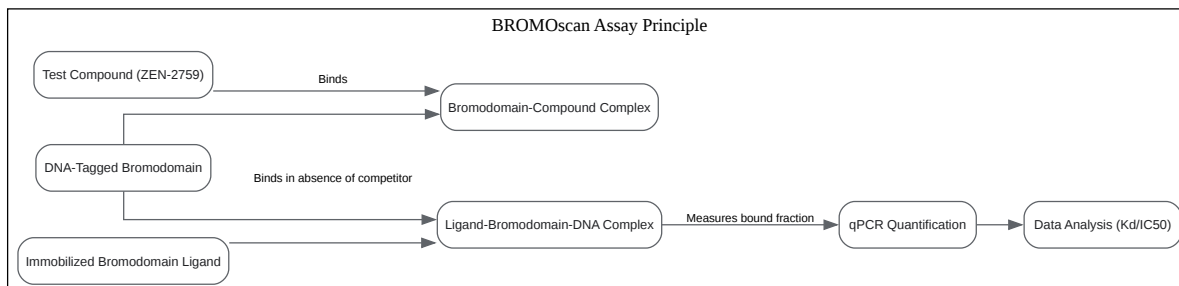 BROMOscan Assay Principle
Test Compound (ZEN-2759)
Binds
Bromodomain-Compound Complex
DNA-Tagged Bromodomain
Binds in absence of competitor
Ligand-Bromodomain-DNA Complex
Measures bound fraction
qPCR Quantification
Data Analysis (Kd/IC50)
Immobilized Bromodomain Ligand